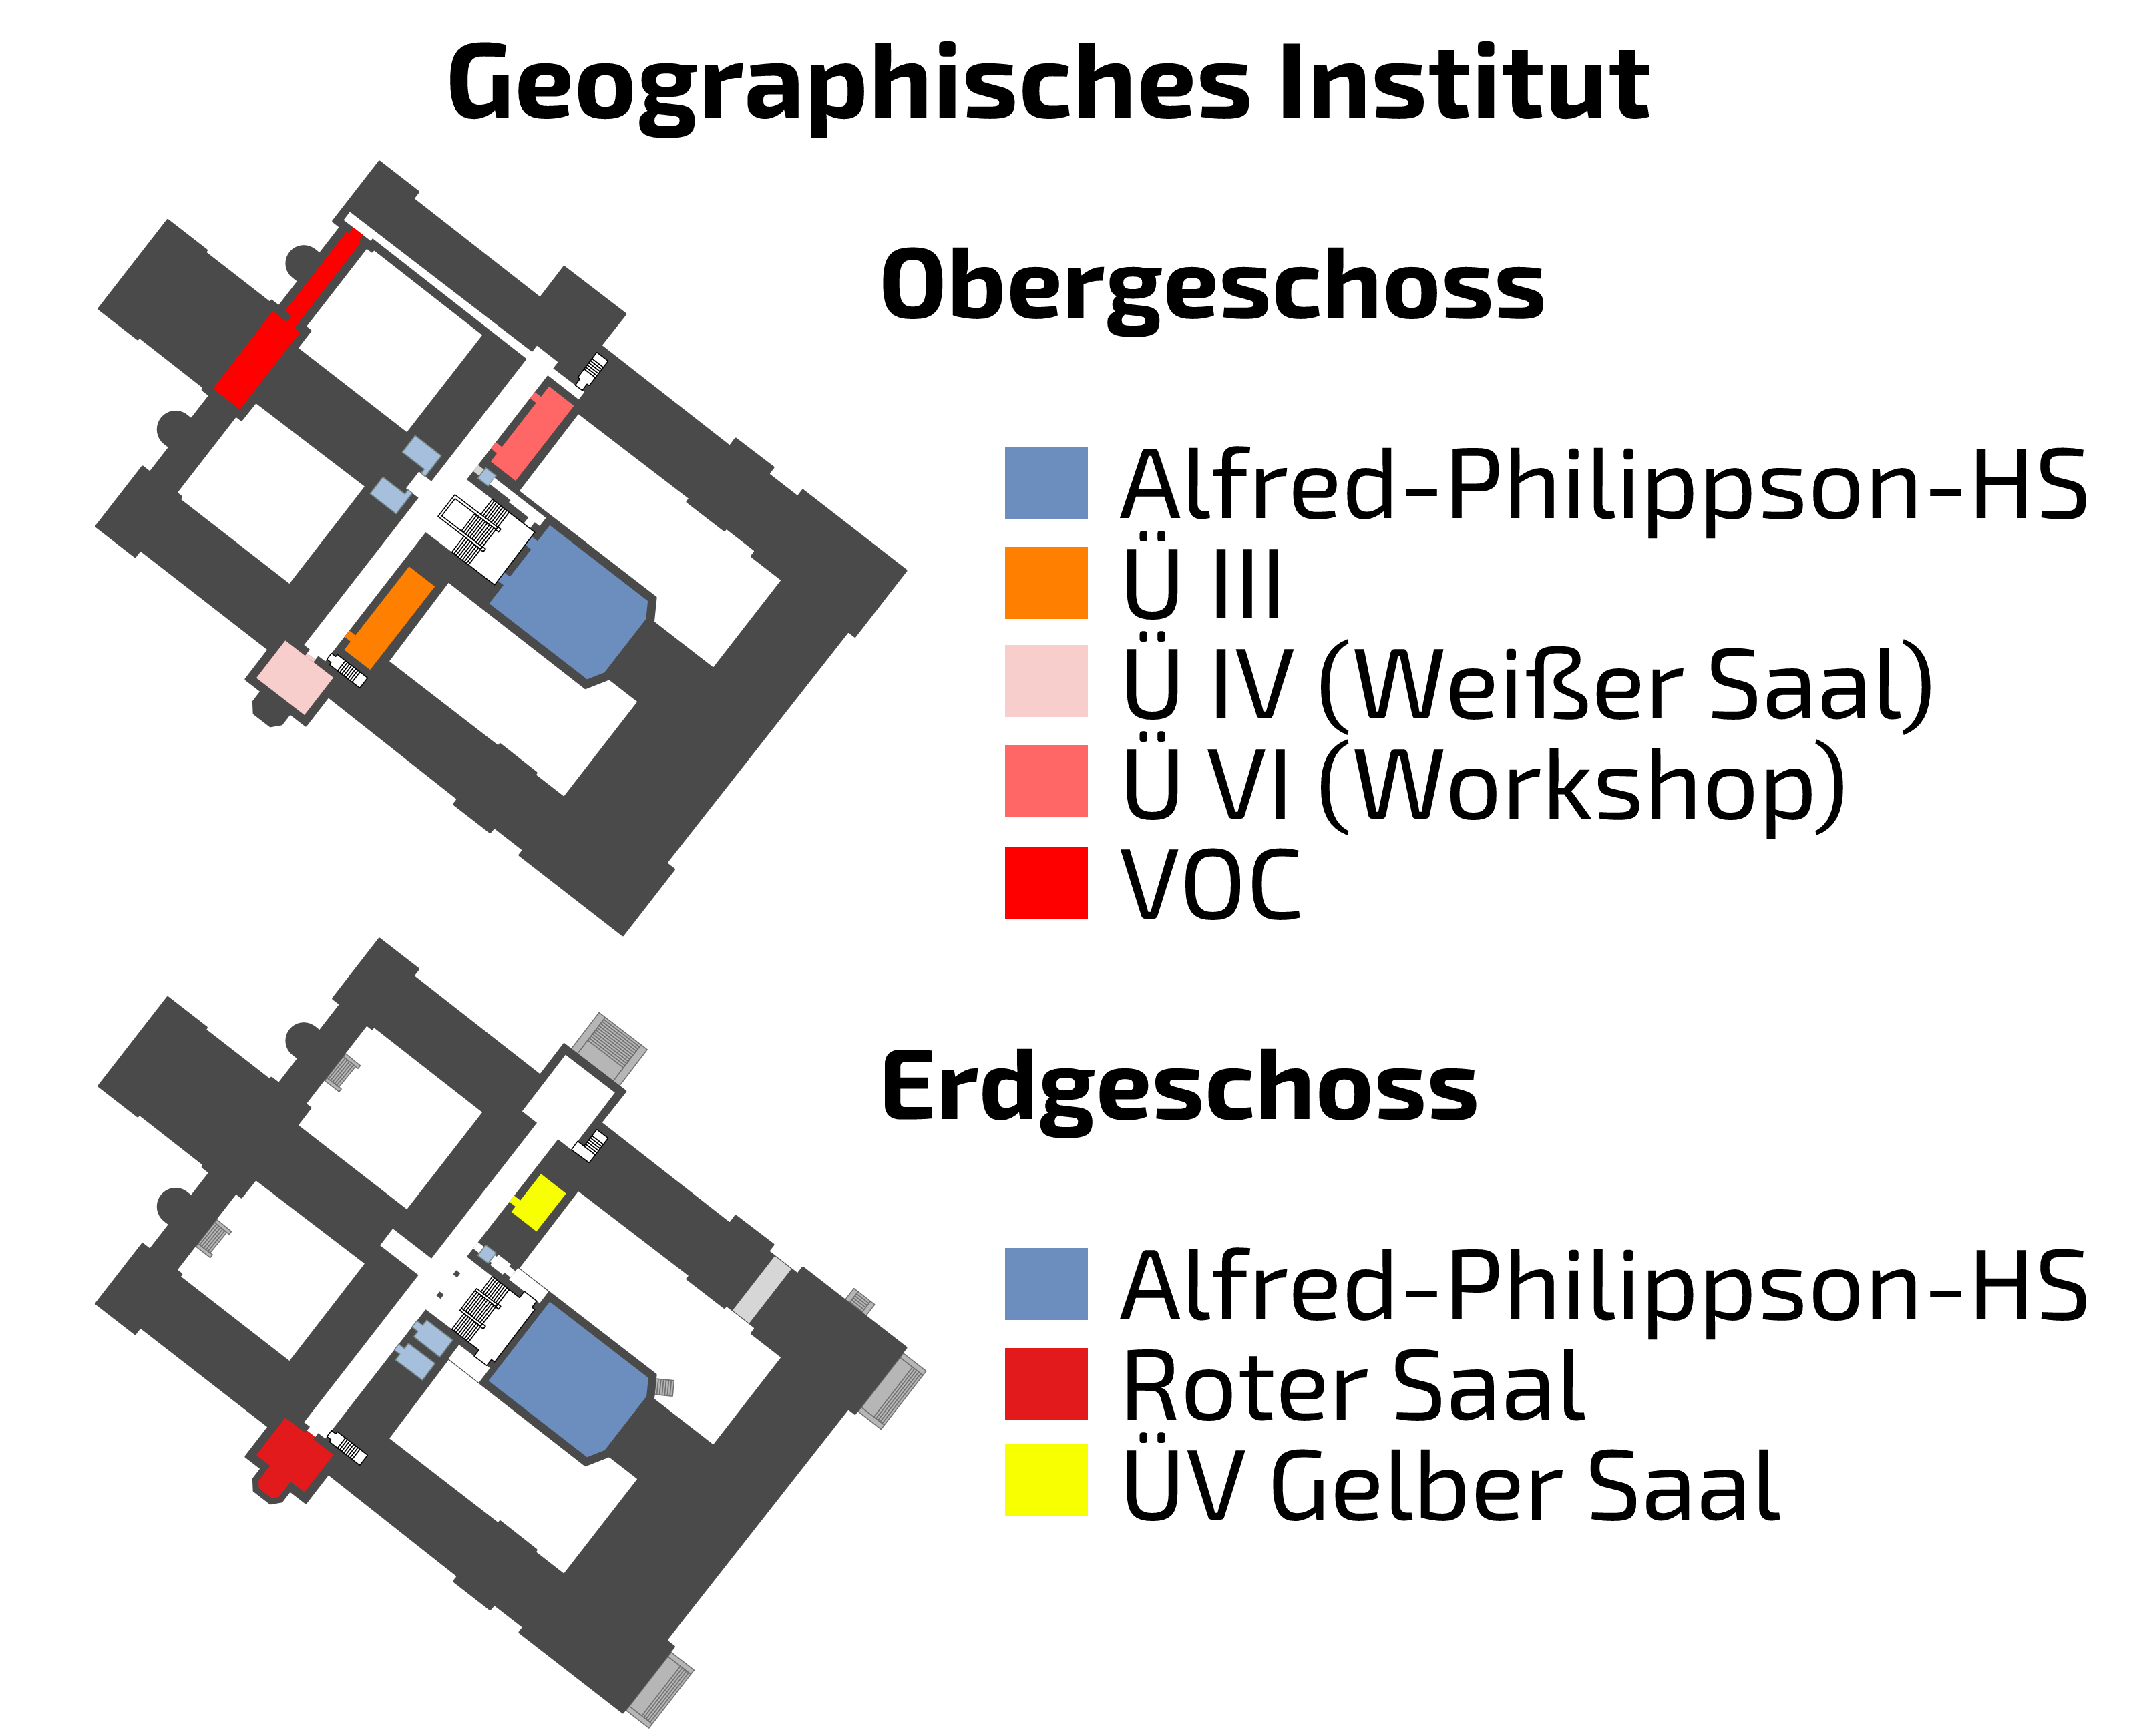 Geographisches Institut
Obergeschoss
Alfred-Philippson-HS
Ü III
Ü IV (Weißer Saal)
Ü VI (Workshop)
VOC
Erdgeschoss
Alfred-Philippson-HS
Roter Saal
ÜV Gelber Saal